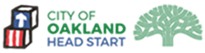 CITY OF
OAKLAND
HEAD START